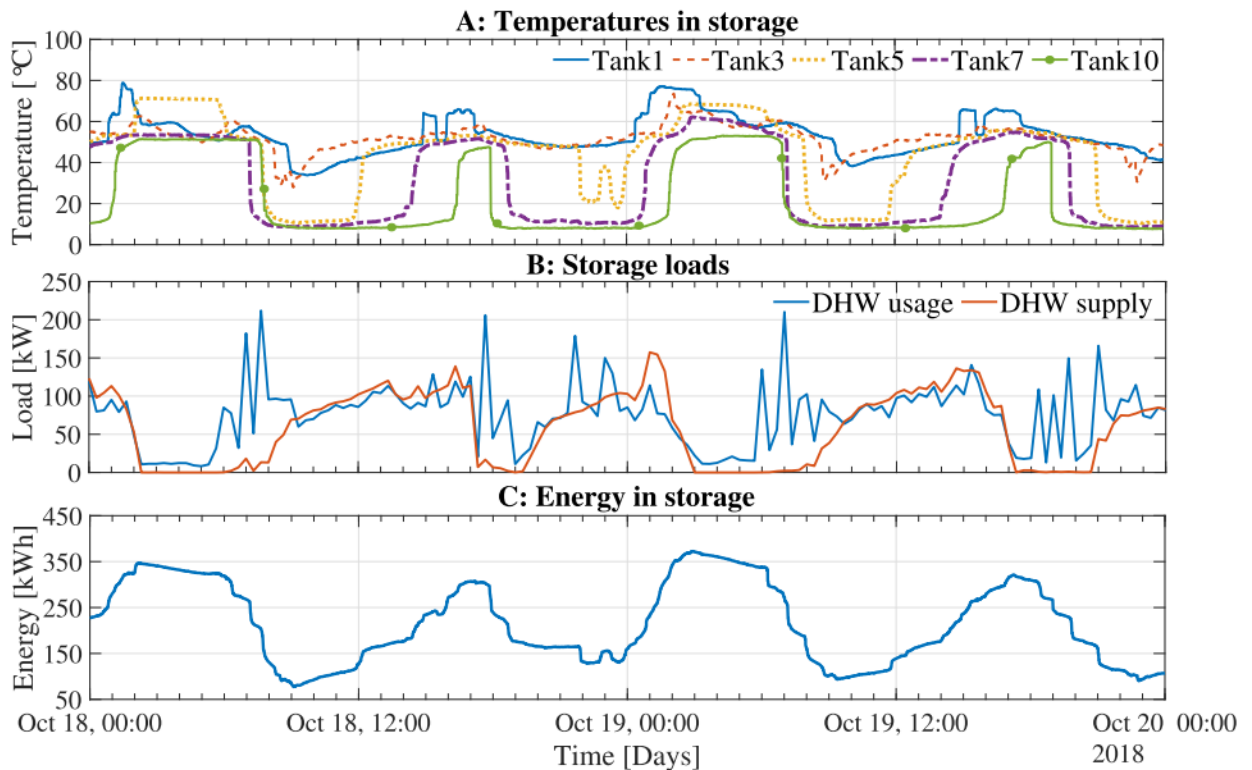 A: Temperatures in storage
Temperature [ ℃]
100
80
60
40
20
0
Tank1 Tank3 Tank5 Tank7 Tank10
B: Storage loads
Load [kW]
250
200
150
100
50
0
DHW usage DHW supply
C: Energy in storage
Energy [kWh]
450
350
250
150
50
Oct 18, 00:00 Oct 18, 12:00 Oct 19, 00:00 Oct 19, 12:00 Oct 20 00:00
Time [Days]
2018